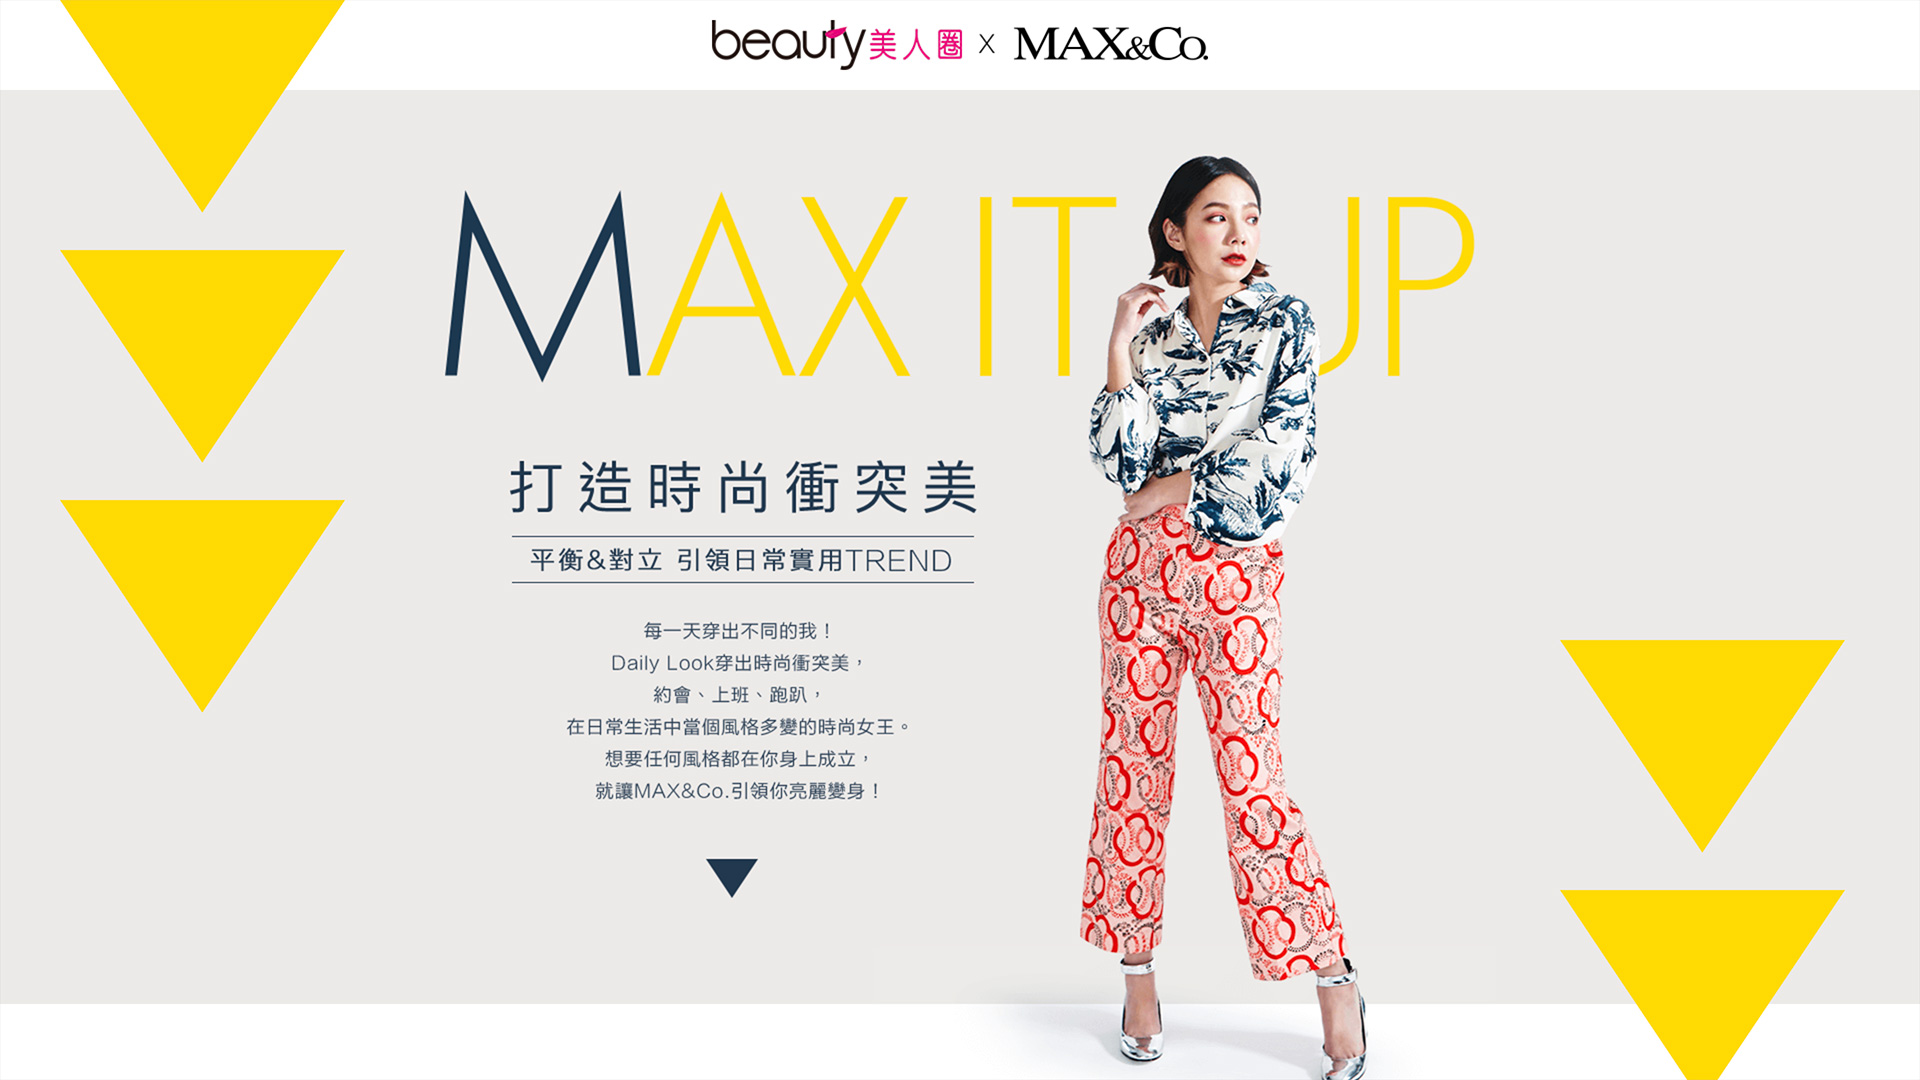 beauty美人圈 X MAX&Co.
MAX IT UP
打造時尚衝突美
平衡&對立 引領日常實用TREND
每一天穿出不同的我！
Daily Look穿出時尚衝突美，
約會、上班、跑趴，
在日常生活中當個風格多變的時尚女王。
想要任何風格都在你身上成立，
就讓MAX&Co.引領你亮麗變身！